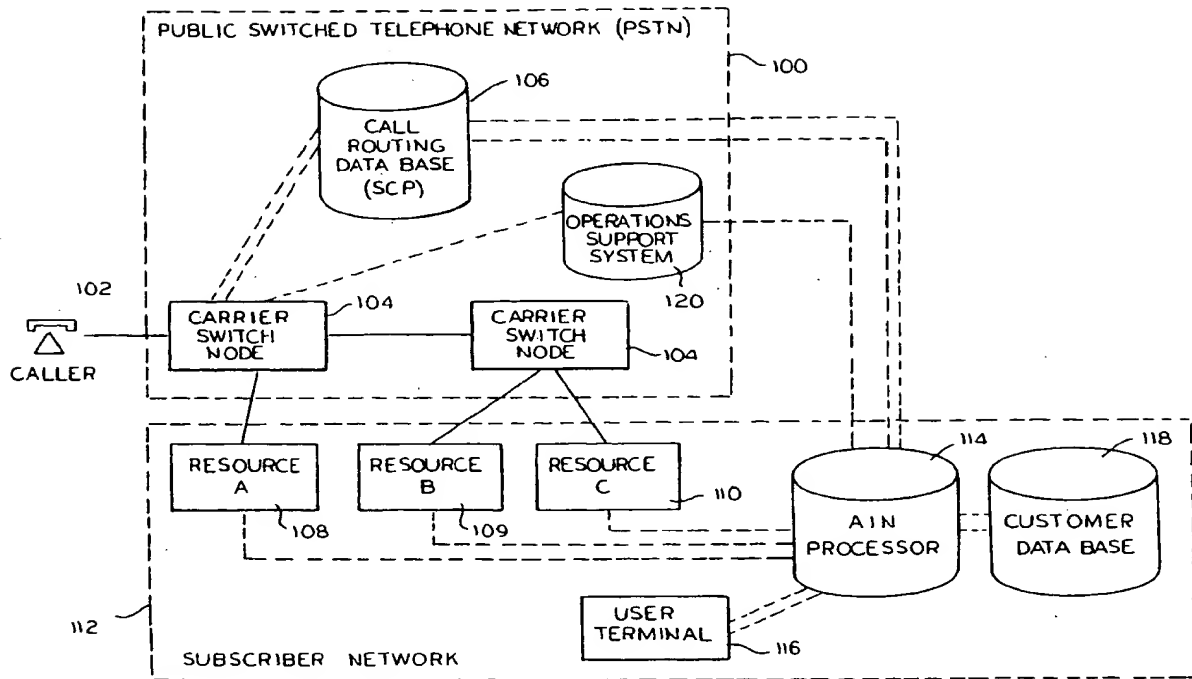 PUBLIC SWITCHED TELEPHONE NETWORK (PSTN)
100
106
CALL
ROUTING
DATA BASE
(SCP)
OPERATIONS
SUPPORT
SYSTEM
120
102
CALLER
CARRIER
SWITCH
NODE
104
CARRIER
SWITCH
NODE
104
RESOURCE
A
108
RESOURCE
B
109
RESOURCE
C
110
114
AIN
PROCESSOR
118
CUSTOMER
DATA BASE
USER
TERMINAL
116
112
SUBSCRIBER NETWORK